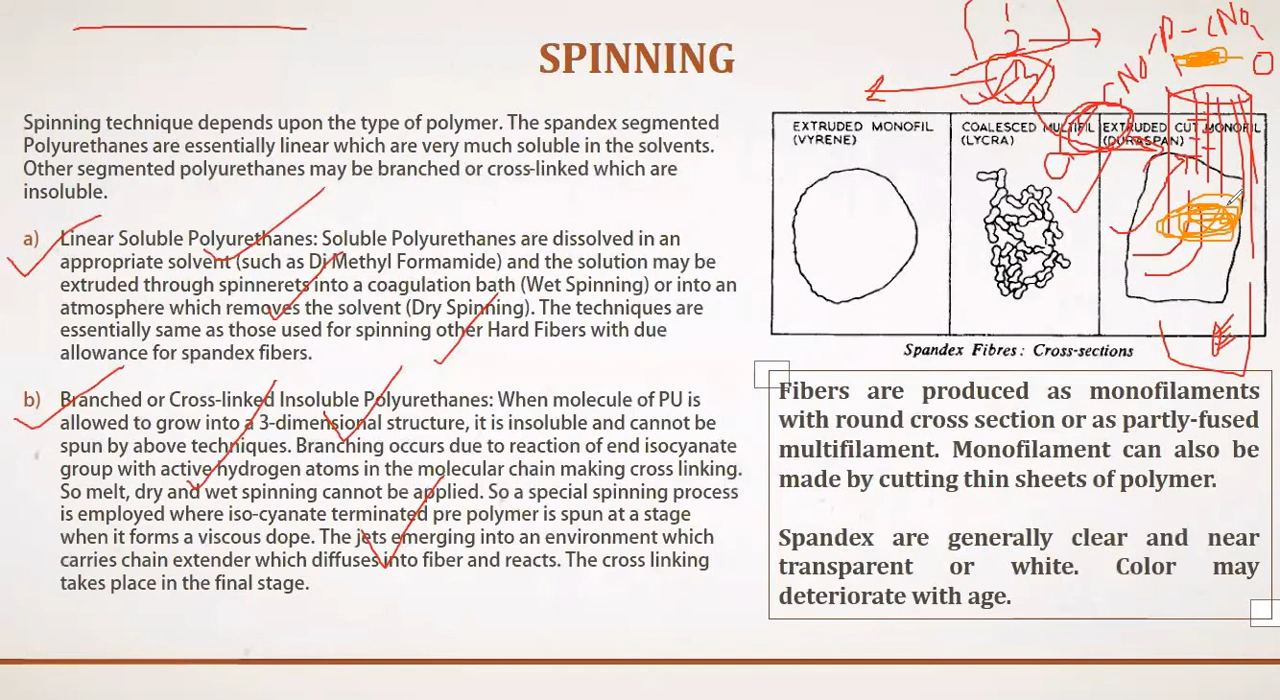 SPINNING
Spinning technique depends upon the type of polymer. The spandex segmented
Polyurethanes are essentially linear which are very much soluble in the solvents.
Other segmented polyurethanes may be branched or cross-linked which are
insoluble.
a) Linear Soluble Polyurethanes: Soluble Polyurethanes are dissolved in an
appropriate solvent (such as Di Methyl Formamide) and the solution may be
extruded through spinnerets into a coagulation bath (Wet Spinning) or into an
atmosphere which removes the solvent (Dry Spinning). The techniques are
essentially same as those used for spinning other Hard Fibers with due
allowance for spandex fibers.
b) Branched or Cross-linked Insoluble Polyurethanes: When molecule of PU is
allowed to grow into a 3-dimensional structure, it is insoluble and cannot be
spun by above techniques. Branching occurs due to reaction of end isocyanate
group with active hydrogen atoms in the molecular chain making cross linking.
So melt, dry and wet spinning cannot be applied. So a special spinning process
is employed where iso-cyanate terminated pre polymer is spun at a stage
when it forms a viscous dope. The jets emerging into an environment which
carries chain extender which diffuses into fiber and reacts. The cross linking
takes place in the final stage.
EXTRUDED MONOFIL
(VYRENE)
COALESCED MULTIFIL
(LYCRA)
EXTRUDED CUT MONOFIL
(DURASPAN)
Spandex Fibres: Cross-sections
Fibers are produced as monofilaments
with round cross section or as partly-fused
multifilament. Monofilament can also be
made by cutting thin sheets of polymer.
Spandex are generally clear and near
transparent or white. Color may
deteriorate with age.